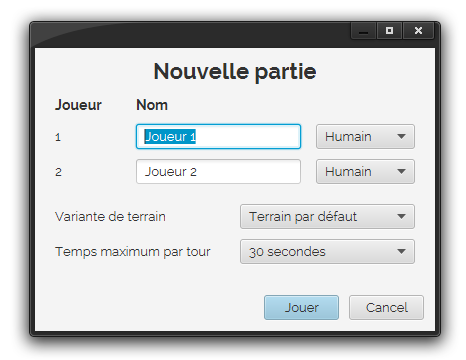 Nouvelle partie
Joueur Nom
1 Joueur 1 Humain
2 Joueur 2 Humain
Variante de terrain Terrain par défaut
Temps maximum par tour 30 secondes
Jouer Cancel